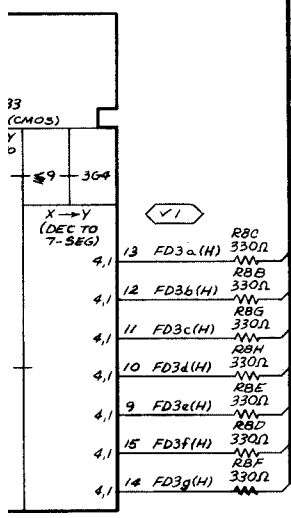 33
(CMOS)
≤9 3G4
X→Y
(DEC TO
7-SEG)
√1
R8C
4,1 13 FD3a(H) 330Ω
R8B
4,1 12 FD3b(H) 330Ω
R8G
4,1 11 FD3c(H) 330Ω
R8H
4,1 10 FD3d(H) 330Ω
R8E
4,1 9 FD3e(H) 330Ω
R8D
4,1 15 FD3f(H) 330Ω
R8F
4,1 14 FD3g(H) 330Ω